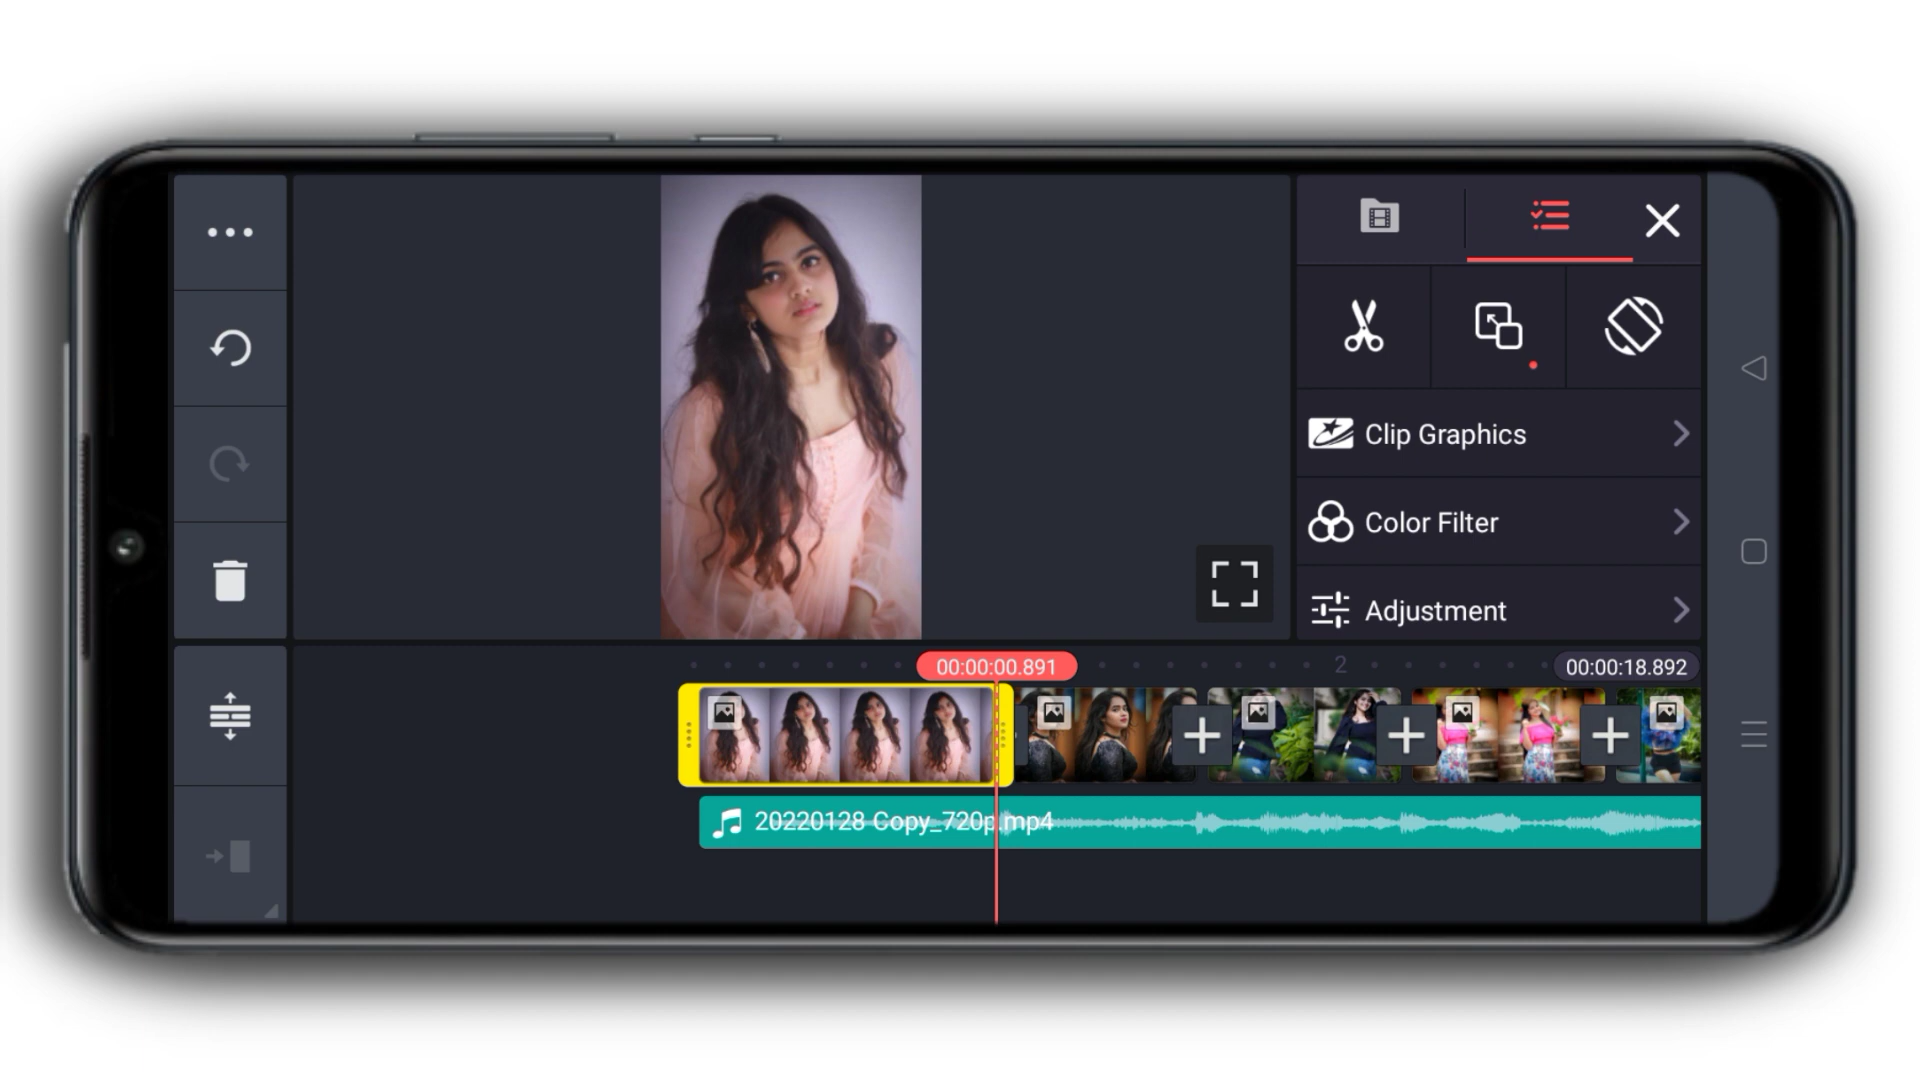 Clip Graphics
Color Filter
Adjustment
00:00:00.891
2
00:00:18.892
20220128 Copy_720p.mp4